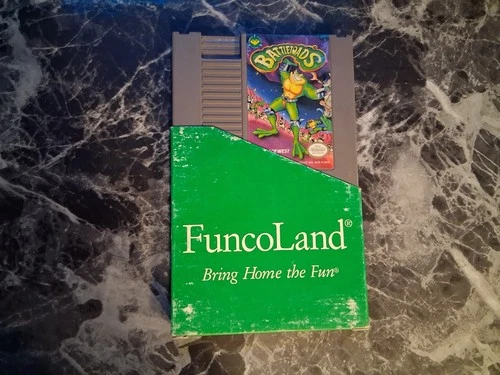 BATTLETOADS
FuncoLand®
Bring Home the Fun®